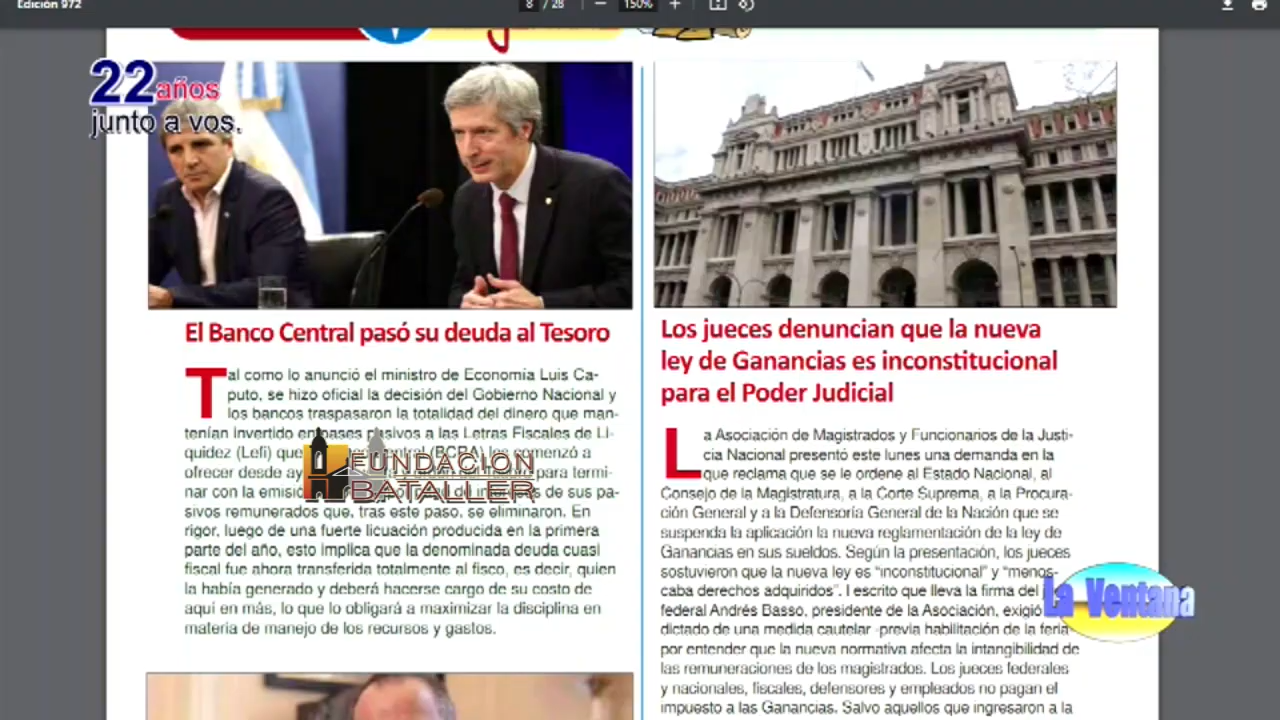 Edición 972
8 / 28
150%
22 años
junto a vos.
El Banco Central pasó su deuda al Tesoro
Tal como lo anunció el ministro de Economía Luis Ca-
puto, se hizo oficial la decisión del Gobierno Nacional y
los bancos traspasaron la totalidad del dinero que man-
tenían invertido en pases pasivos a las Letras Fiscales de Li-
quidez (Lefi) que (BCRA) les comenzó a
ofrecer desde para termi-
nar con la de sus pa-
sivos remunerados que, tras este paso, se eliminaron. En
rigor, luego de una fuerte licuación producida en la primera
parte del año, esto implica que la denominada deuda cuasi
fiscal fue ahora transferida totalmente al fisco, es decir, quien
la había generado y deberá hacerse cargo de su costo de
aquí en más, lo que lo obligará a maximizar la disciplina en
materia de manejo de los recursos y gastos.
FUNDACION
BATALLER
Los jueces denuncian que la nueva
ley de Ganancias es inconstitucional
para el Poder Judicial
La Asociación de Magistrados y Funcionarios de la Justi-
cia Nacional presentó este lunes una demanda en la
que reclama que se le ordene al Estado Nacional, al
Consejo de la Magistratura, a la Corte Suprema, a la Procura-
ción General y a la Defensoría General de la Nación que se
suspenda la aplicación la nueva reglamentación de la ley de
Ganancias en sus sueldos. Según la presentación, los jueces
sostuvieron que la nueva ley es "inconstitucional" y "menos-
caba derechos adquiridos". l escrito que lleva la firma del
federal Andrés Basso, presidente de la Asociación, exigió
dictado de una medida cautelar -previa habilitación de la feria-
por entender que la nueva normativa afecta la intangibilidad de
las remuneraciones de los magistrados. Los jueces federales
y nacionales, fiscales, defensores y empleados no pagan el
impuesto a las Ganancias. Salvo aquellos que ingresaron a la
La Ventana